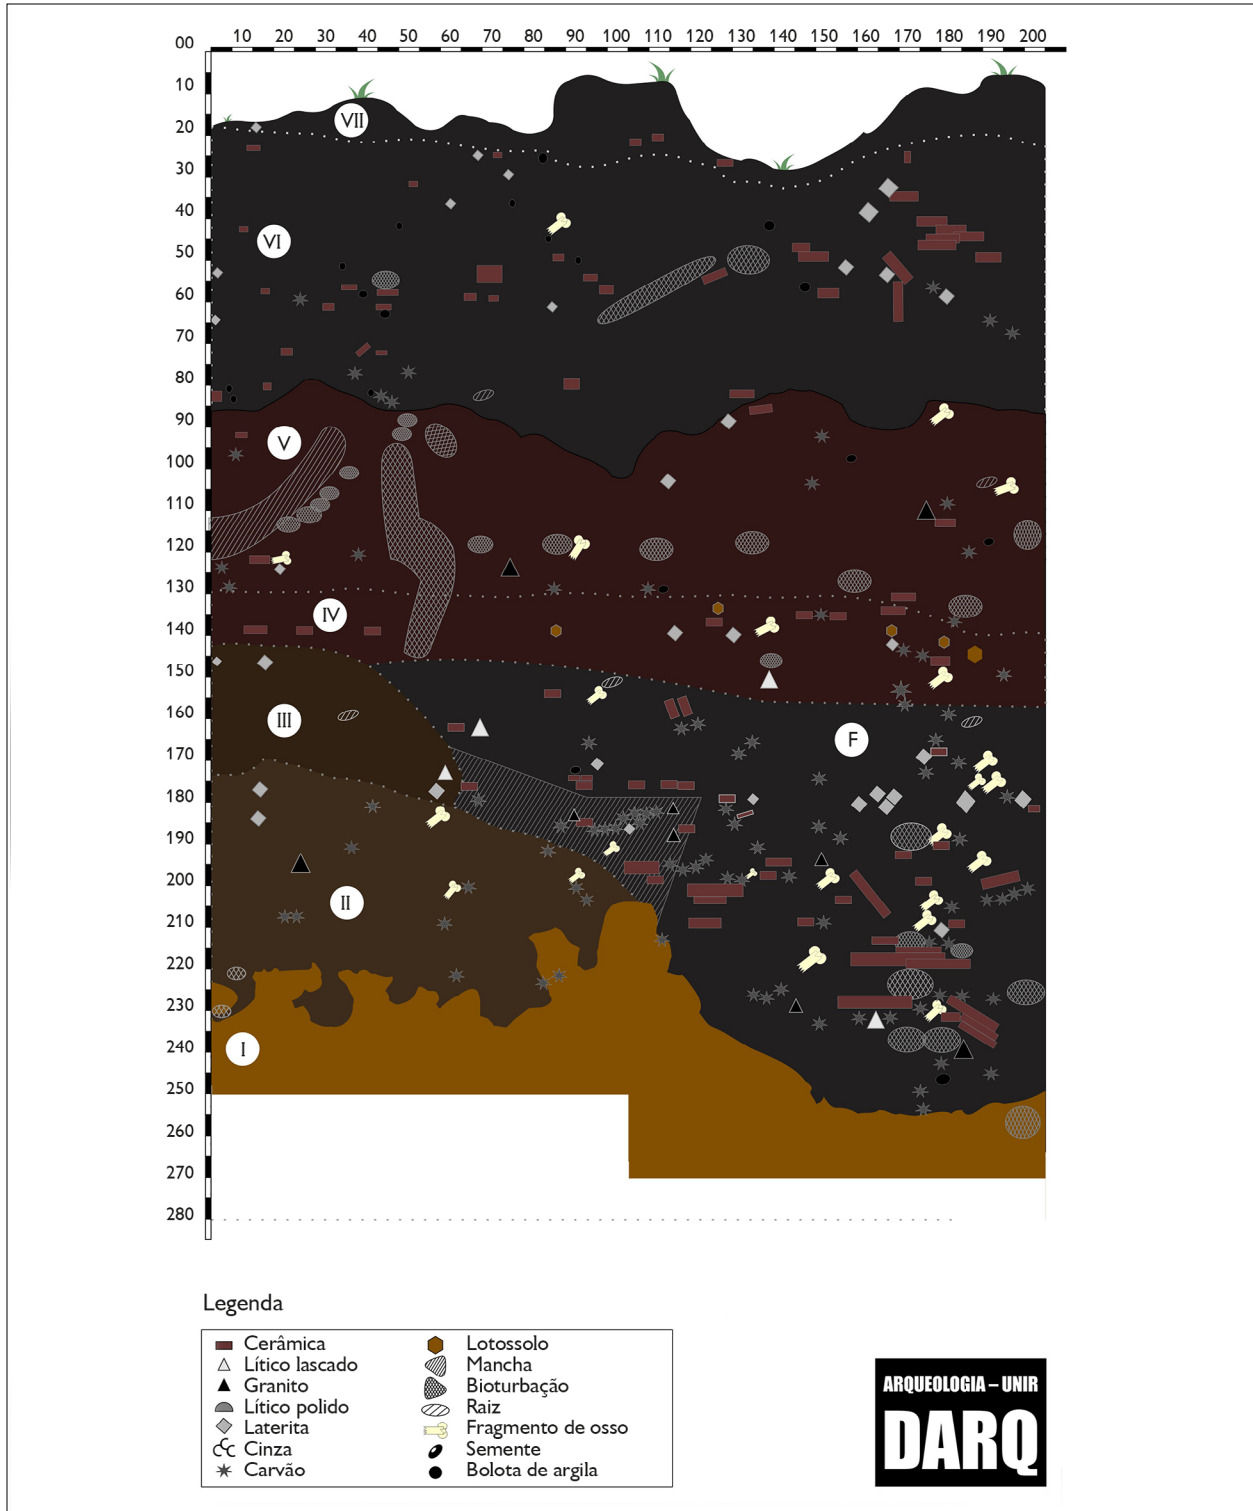 10 20 30 40 50 60 70 80 90 100 110 120 130 140 150 160 170 180 190 200
00
10
20
30
40
50
60
70
80
90
100
110
120
130
140
150
160
170
180
190
200
210
220
230
240
250
260
270
280
VII
VI
V
IV
III
F
II
I
Legenda
Cerâmica
Lítico lascado
Granito
Lítico polido
Laterita
Cinza
Carvão
Lotossolo
Mancha
Bioturbação
Raiz
Fragmento de osso
Semente
Bolota de argila
ARQUEOLOGIA – UNIR
DARQ